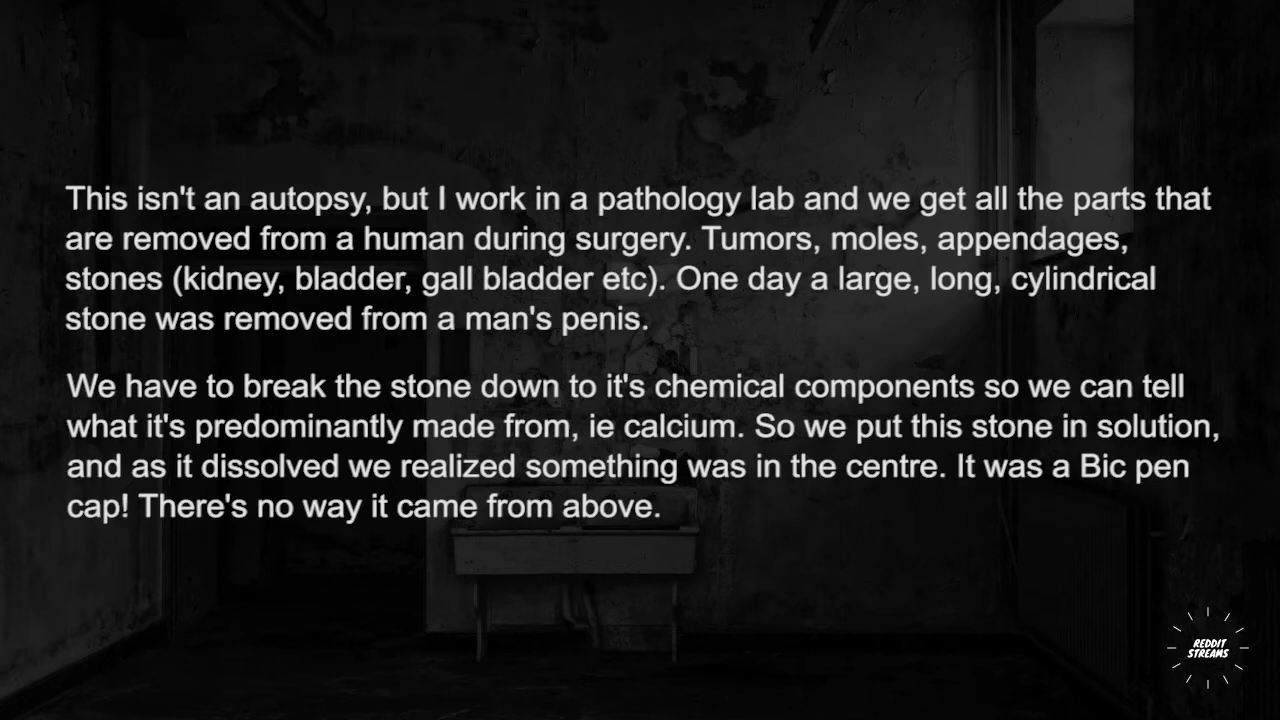 This isn't an autopsy, but I work in a pathology lab and we get all the parts that
are removed from a human during surgery. Tumors, moles, appendages,
stones (kidney, bladder, gall bladder etc). One day a large, long, cylindrical
stone was removed from a man's penis.
We have to break the stone down to it's chemical components so we can tell
what it's predominantly made from, ie calcium. So we put this stone in solution,
and as it dissolved we realized something was in the centre. It was a Bic pen
cap! There's no way it came from above.
REDDIT
STREAMS